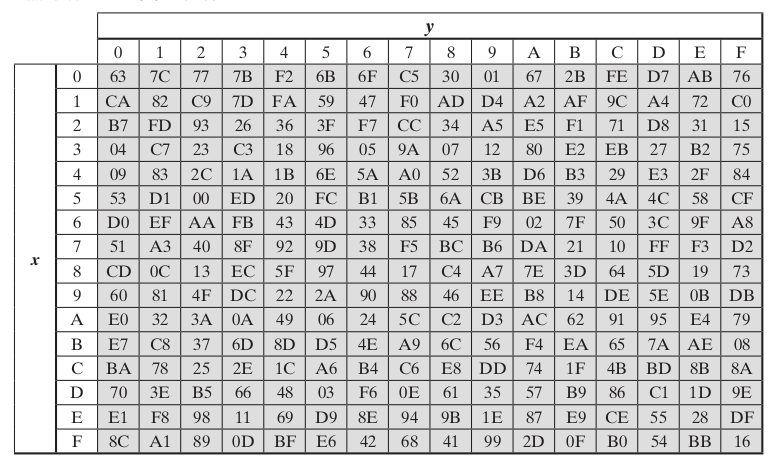 y
0 1 2 3 4 5 6 7 8 9 A B C D E F
0 63 7C 77 7B F2 6B 6F C5 30 01 67 2B FE D7 AB 76
1 CA 82 C9 7D FA 59 47 F0 AD D4 A2 AF 9C A4 72 C0
2 B7 FD 93 26 36 3F F7 CC 34 A5 E5 F1 71 D8 31 15
3 04 C7 23 C3 18 96 05 9A 07 12 80 E2 EB 27 B2 75
4 09 83 2C 1A 1B 6E 5A A0 52 3B D6 B3 29 E3 2F 84
5 53 D1 00 ED 20 FC B1 5B 6A CB BE 39 4A 4C 58 CF
6 D0 EF AA FB 43 4D 33 85 45 F9 02 7F 50 3C 9F A8
7 51 A3 40 8F 92 9D 38 F5 BC B6 DA 21 10 FF F3 D2
x
8 CD 0C 13 EC 5F 97 44 17 C4 A7 7E 3D 64 5D 19 73
9 60 81 4F DC 22 2A 90 88 46 EE B8 14 DE 5E 0B DB
A E0 32 3A 0A 49 06 24 5C C2 D3 AC 62 91 95 E4 79
B E7 C8 37 6D 8D D5 4E A9 6C 56 F4 EA 65 7A AE 08
C BA 78 25 2E 1C A6 B4 C6 E8 DD 74 1F 4B BD 8B 8A
D 70 3E B5 66 48 03 F6 0E 61 35 57 B9 86 C1 1D 9E
E E1 F8 98 11 69 D9 8E 94 9B 1E 87 E9 CE 55 28 DF
F 8C A1 89 0D BF E6 42 68 41 99 2D 0F B0 54 BB 16